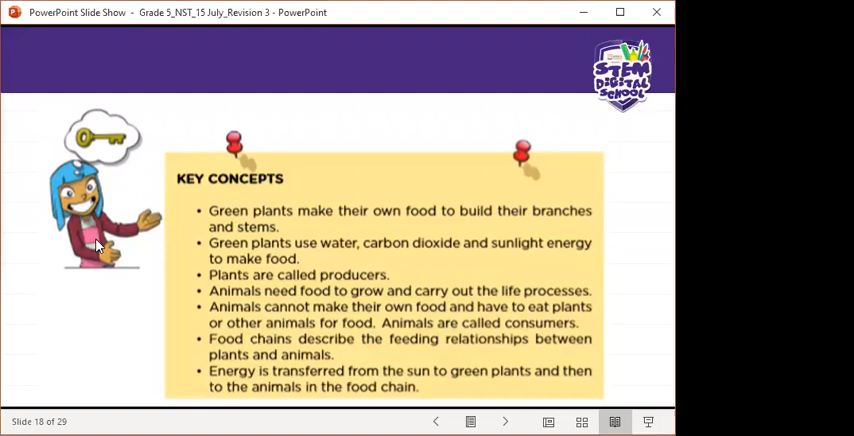 PowerPoint Slide Show - Grade 5_NST_15 July_Revision 3 - PowerPoint
STEM
DIGITAL
SCHOOL
KEY CONCEPTS
• Green plants make their own food to build their branches
and stems.
• Green plants use water, carbon dioxide and sunlight energy
to make food.
• Plants are called producers.
• Animals need food to grow and carry out the life processes.
• Animals cannot make their own food and have to eat plants
or other animals for food. Animals are called consumers.
• Food chains describe the feeding relationships between
plants and animals.
• Energy is transferred from the sun to green plants and then
to the animals in the food chain.
Slide 18 of 29